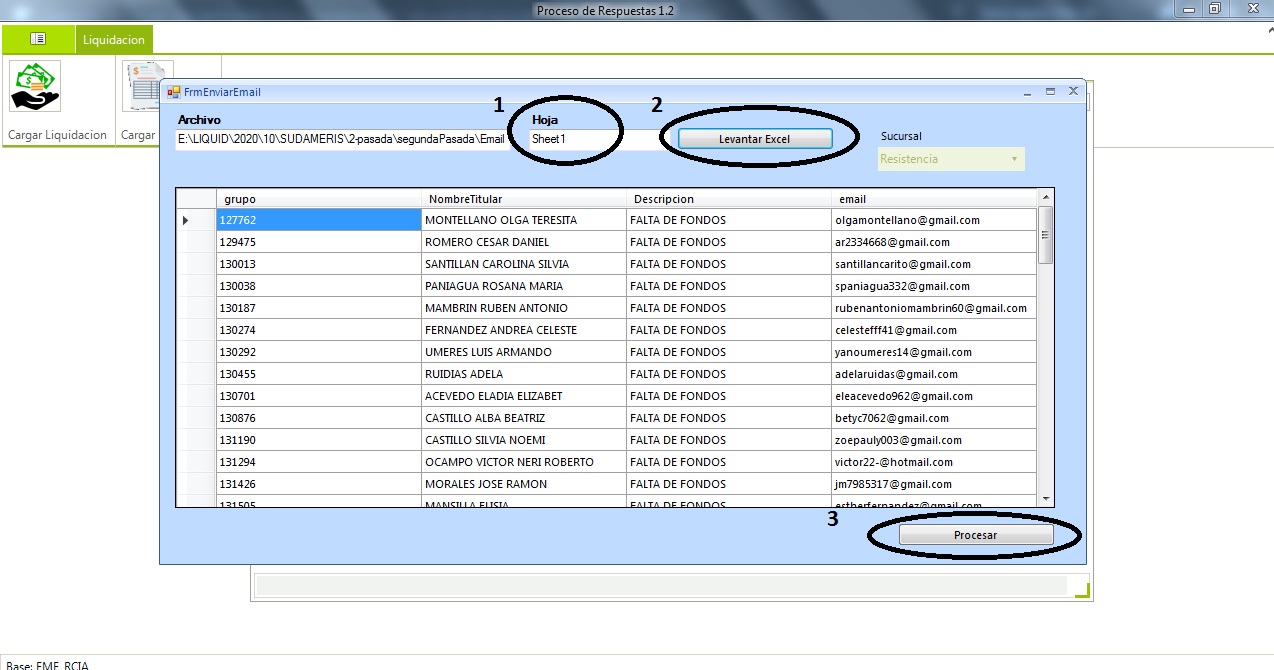 Proceso de Respuestas 1.2
Liquidacion
Cargar Liquidacion
Cargar
FrmEnviarEmail
1
2
Archivo
Hoja
E:\LIQUID\2020\10\SUDAMERIS\2-pasada\segundaPasada\Email
Sheet1
Levantar Excel
Sucursal
Resistencia
grupo NombreTitular Descripcion email
127762 MONTELLANO OLGA TERESITA FALTA DE FONDOS olgamontellano@gmail.com
129475 ROMERO CESAR DANIEL FALTA DE FONDOS ar2334668@gmail.com
130013 SANTILLAN CAROLINA SILVIA FALTA DE FONDOS santillancarito@gmail.com
130038 PANIAGUA ROSANA MARIA FALTA DE FONDOS spaniagua332@gmail.com
130187 MAMBRIN RUBEN ANTONIO FALTA DE FONDOS rubenantoniomambrin60@gmail.com
130274 FERNANDEZ ANDREA CELESTE FALTA DE FONDOS celestefff41@gmail.com
130292 UMERES LUIS ARMANDO FALTA DE FONDOS yanoumeres14@gmail.com
130455 RUIDIAS ADELA FALTA DE FONDOS adelaruidas@gmail.com
130701 ACEVEDO ELADIA ELIZABET FALTA DE FONDOS eleacevedo962@gmail.com
130876 CASTILLO ALBA BEATRIZ FALTA DE FONDOS betyc7062@gmail.com
131190 CASTILLO SILVIA NOEMI FALTA DE FONDOS zoepauly003@gmail.com
131294 OCAMPO VICTOR NERI ROBERTO FALTA DE FONDOS victor22-@hotmail.com
131426 MORALES JOSE RAMON FALTA DE FONDOS jm7985317@gmail.com
131505 MANSILLA ELISIA FALTA DE FONDOS estherfernandez@gmail.com
3
Procesar
Base: FMF_RCIA